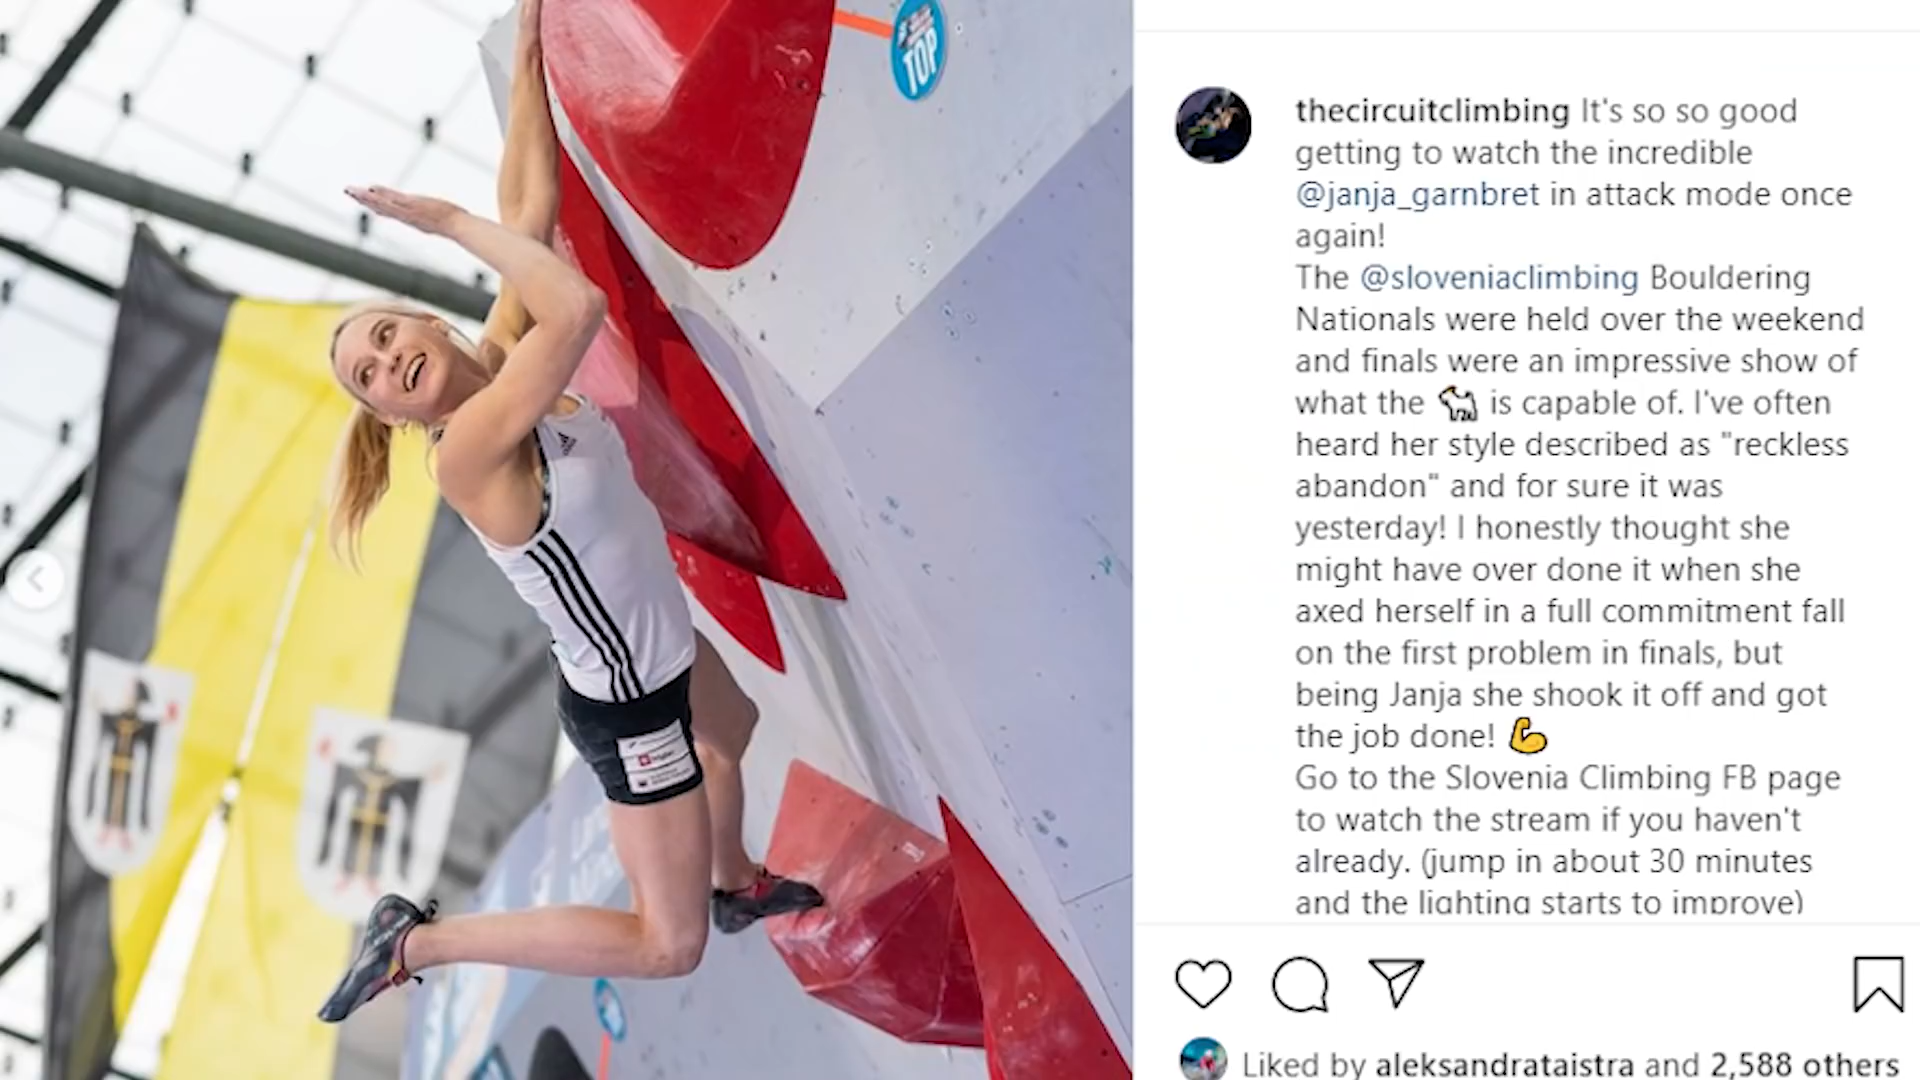 TOP
thecircuitclimbing It's so so good
getting to watch the incredible
@janja_garnbret in attack mode once
again!
The @sloveniaclimbing Bouldering
Nationals were held over the weekend
and finals were an impressive show of
what the 🐐 is capable of. I've often
heard her style described as "reckless
abandon" and for sure it was
yesterday! I honestly thought she
might have over done it when she
axed herself in a full commitment fall
on the first problem in finals, but
being Janja she shook it off and got
the job done! 💪
Go to the Slovenia Climbing FB page
to watch the stream if you haven't
already. (jump in about 30 minutes
and the lighting starts to improve)
Liked by aleksandrataistra and 2,588 others